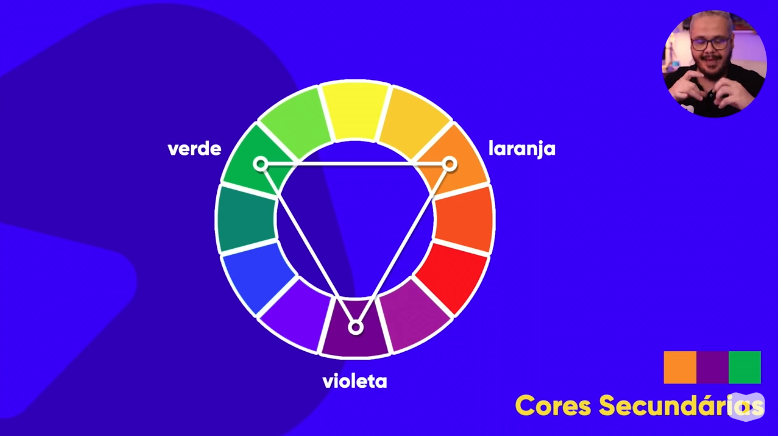 verde
laranja
violeta
Cores Secundárias